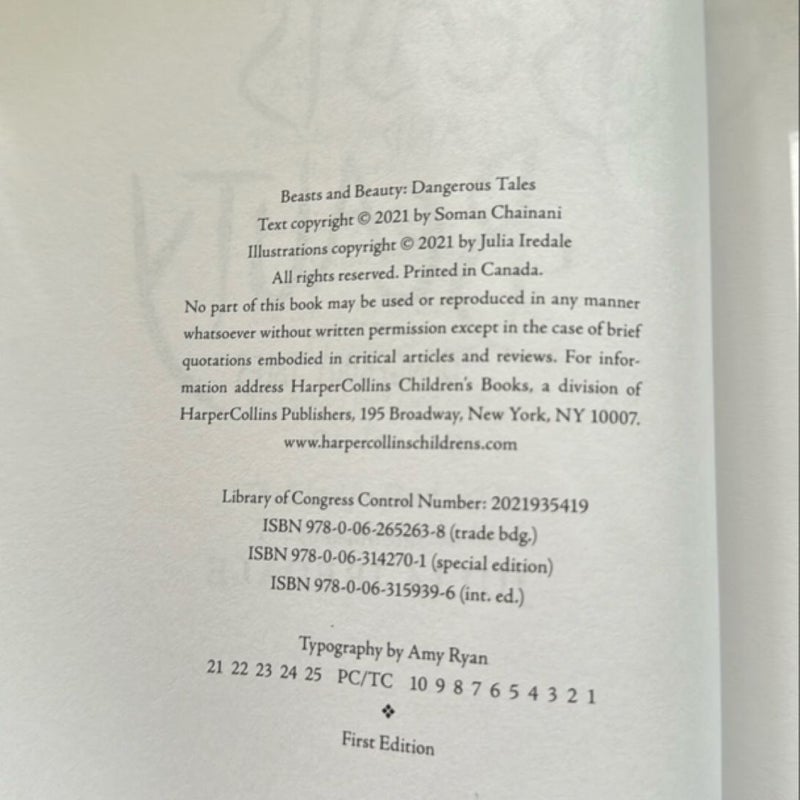 Beasts and Beauty: Dangerous Tales
Text copyright © 2021 by Soman Chainani
Illustrations copyright © 2021 by Julia Iredale
All rights reserved. Printed in Canada.
No part of this book may be used or reproduced in any manner
whatsoever without written permission except in the case of brief
quotations embodied in critical articles and reviews. For infor-
mation address HarperCollins Children's Books, a division of
HarperCollins Publishers, 195 Broadway, New York, NY 10007.
www.harpercollinschildrens.com
Library of Congress Control Number: 2021935419
ISBN 978-0-06-265263-8 (trade bdg.)
ISBN 978-0-06-314270-1 (special edition)
ISBN 978-0-06-315939-6 (int. ed.)
Typography by Amy Ryan
21 22 23 24 25 PC/TC 10 9 8 7 6 5 4 3 2 1
❖
First Edition